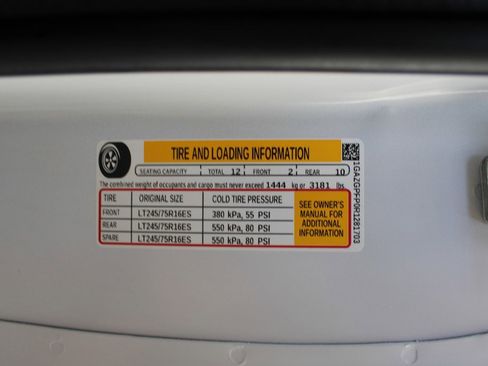 TIRE AND LOADING INFORMATION
SEATING CAPACITY TOTAL 12 FRONT 2 REAR 10
The combined weight of occupants and cargo must never exceed 1444 kg or 3181 lbs
TIRE ORIGINAL SIZE COLD TIRE PRESSURE
FRONT LT245/75R16ES 380 kPa, 55 PSI
REAR LT245/75R16ES 550 kPa, 80 PSI
SPARE LT245/75R16ES 550 kPa, 80 PSI
SEE OWNER'S
MANUAL FOR
ADDITIONAL
INFORMATION
1GAZGPFP0R1281703